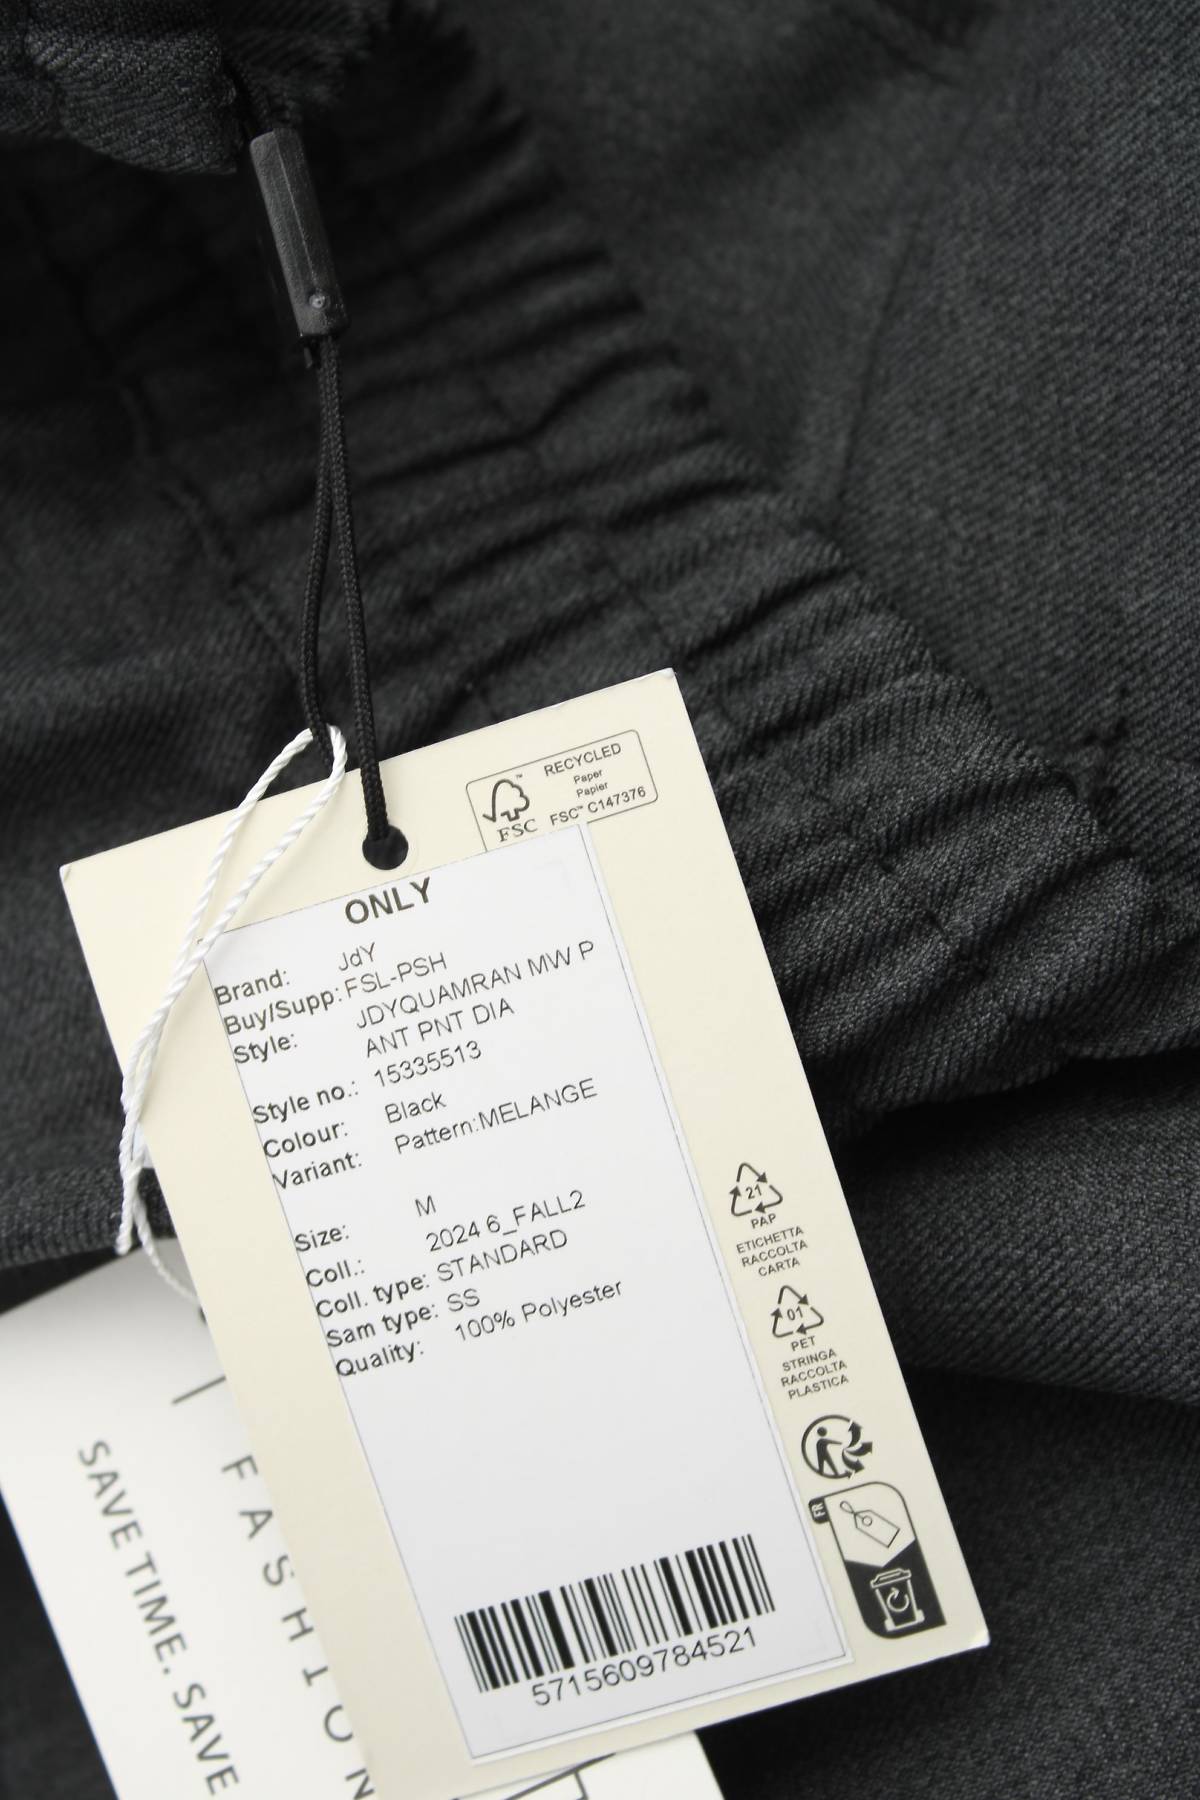 RECYCLED
Paper
Papier
FSC™ C147376
FSC™
ONLY
Brand: JdY
Buy/Supp: FSL-PSH
Style: JDYQUAMRAN MW P
ANT PNT DIA
Style no.: 15335513
Colour: Black
Variant: Pattern:MELANGE
Size: M
Coll.: 2024 6_FALL2
Coll. type: STANDARD
Sam type: SS
Quality: 100% Polyester
21
PAP
ETICHETTA
RACCOLTA
CARTA
01
PET
STRINGA
RACCOLTA
PLASTICA
FR
5715609784521
FASHION
SAVE TIME. SAVE